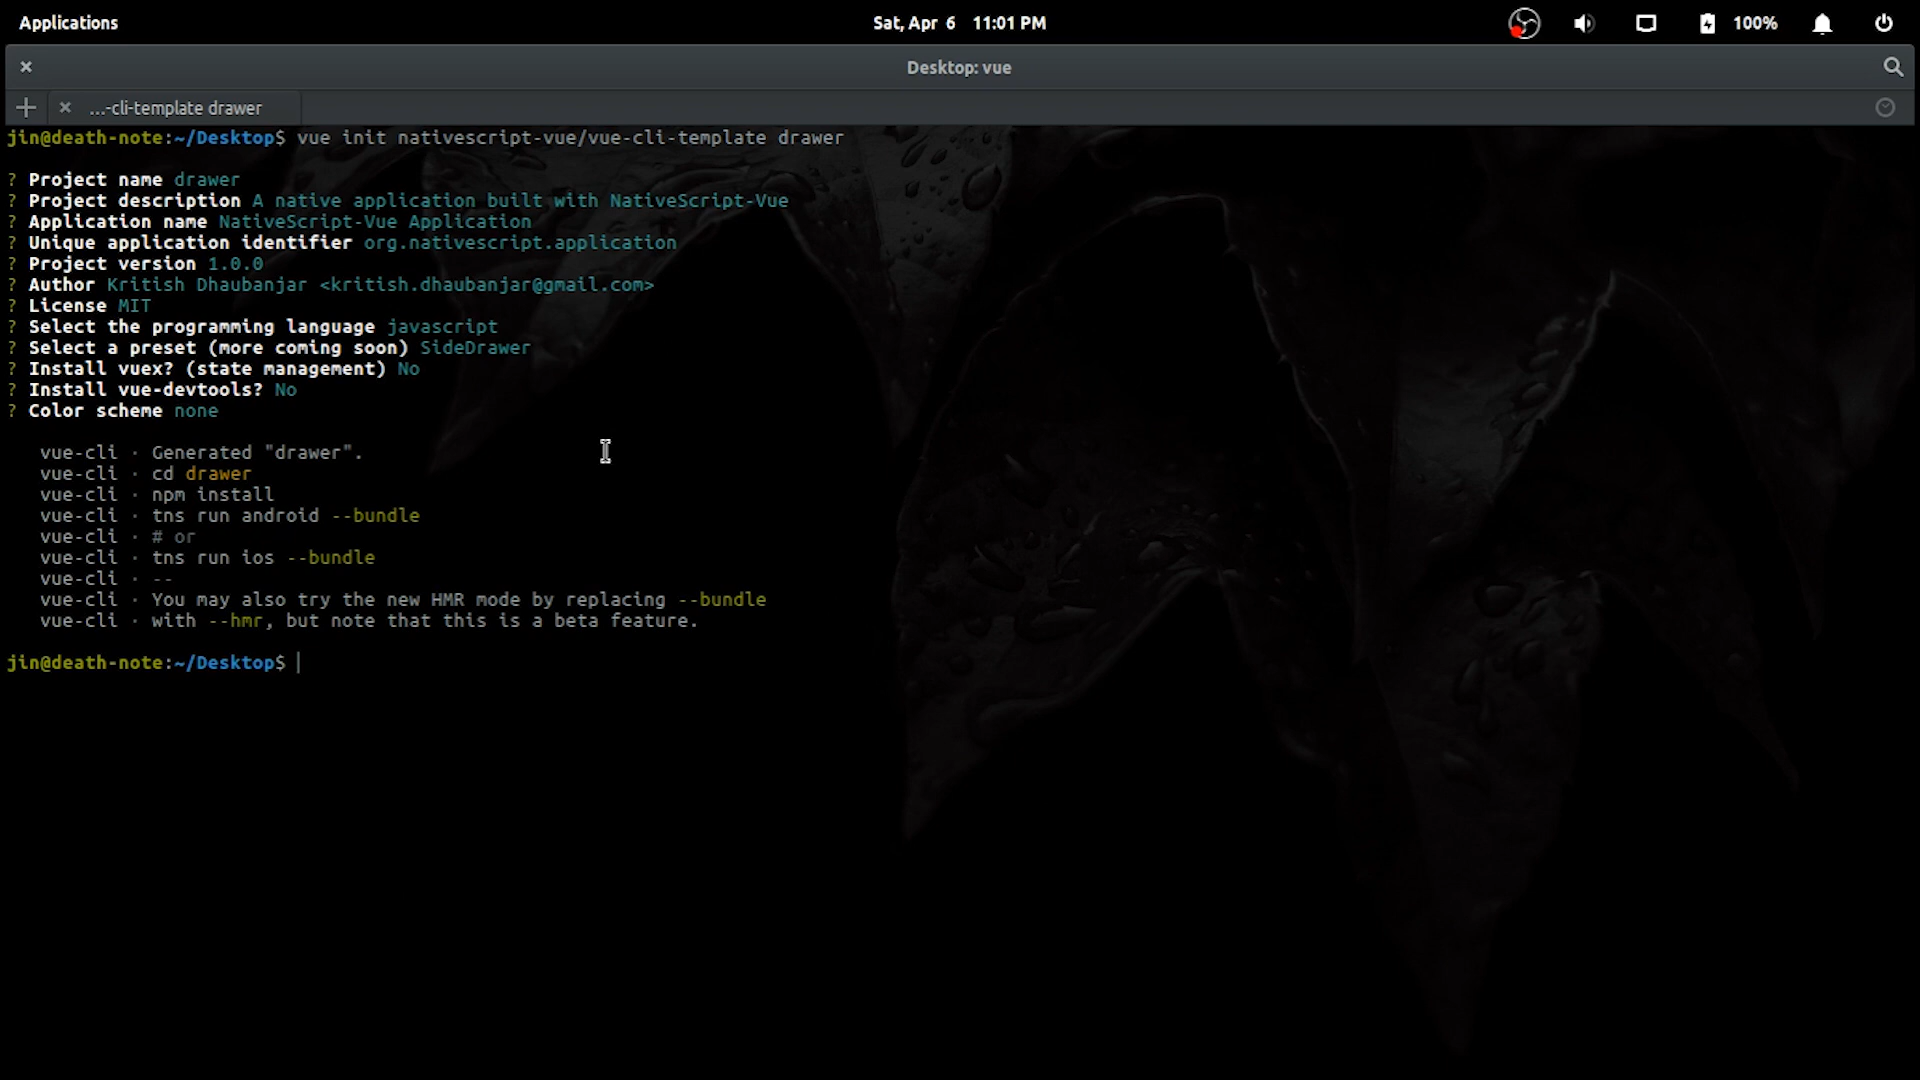 Applications
Sat, Apr 6 11:01 PM
100%
Desktop: vue
...-cli-template drawer
jin@death-note:~/Desktop$ vue init nativescript-vue/vue-cli-template drawer
? Project name drawer
? Project description A native application built with NativeScript-Vue
? Application name NativeScript-Vue Application
? Unique application identifier org.nativescript.application
? Project version 1.0.0
? Author Kritish Dhaubanjar <kritish.dhaubanjar@gmail.com>
? License MIT
? Select the programming language javascript
? Select a preset (more coming soon) SideDrawer
? Install vuex? (state management) No
? Install vue-devtools? No
? Color scheme none
vue-cli · Generated "drawer".
vue-cli · cd drawer
vue-cli · npm install
vue-cli · tns run android --bundle
vue-cli · # or
vue-cli · tns run ios --bundle
vue-cli · --
vue-cli · You may also try the new HMR mode by replacing --bundle
vue-cli · with --hmr, but note that this is a beta feature.
jin@death-note:~/Desktop$